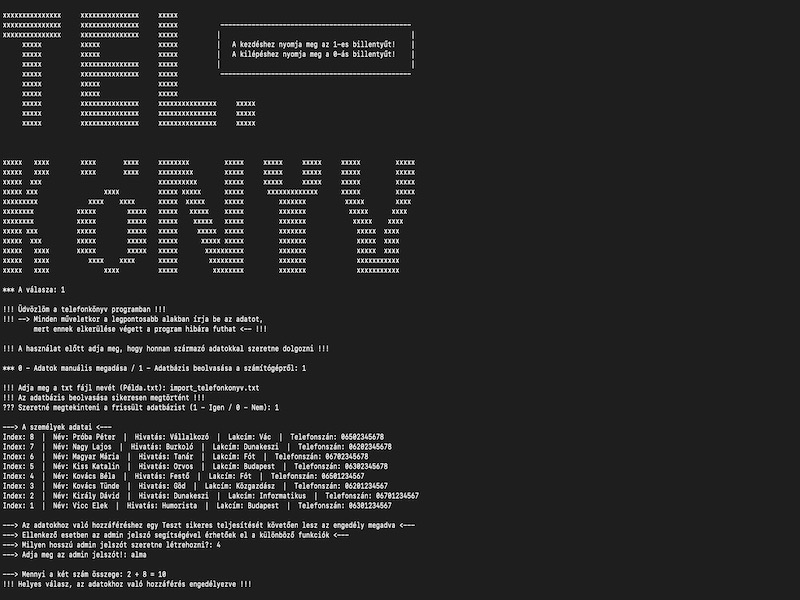 TEL.
A kezdéshez nyomja meg az 1-es billentyűt!
A kilépéshez nyomja meg a 0-ás billentyűt!
KÖNYV
*** A válasza: 1
!!! Üdvözlöm a telefonkönyv programban !!!
!!! --> Minden műveletkor a legpontosabb alakban írja be az adatot,
mert ennek elkerülése végett a program hibára futhat <-- !!!
!!! A használat előtt adja meg, hogy honnan származó adatokkal szeretne dolgozni !!!
*** 0 - Adatok manuális megadása / 1 - Adatbázis beolvasása a számítógépről: 1
!!! Adja meg a txt fájl nevét (Példa.txt): import_telefonkonyv.txt
!!! Az adatbázis beolvasása sikeresen megtörtént !!!
??? Szeretné megtekinteni a frissült adatbázist (1 - Igen / 0 - Nem): 1
---> A személyek adatai <---
Index: 8 | Név: Próba Péter | Hivatás: Vállalkozó | Lakcím: Vác | Telefonszán: 06502345678
Index: 7 | Név: Nagy Lajos | Hivatás: Burkoló | Lakcím: Dunakeszi | Telefonszán: 06202345678
Index: 6 | Név: Magyar Mária | Hivatás: Tanár | Lakcím: Fót | Telefonszán: 06702345678
Index: 5 | Név: Kiss Katalin | Hivatás: Orvos | Lakcím: Budapest | Telefonszán: 06302345678
Index: 4 | Név: Kovács Béla | Hivatás: Festő | Lakcím: Fót | Telefonszán: 06501234567
Index: 3 | Név: Kovács Tünde | Hivatás: Göd | Lakcím: Közgazdász | Telefonszán: 06201234567
Index: 2 | Név: Király Dávid | Hivatás: Dunakeszi | Lakcím: Informatikus | Telefonszán: 06701234567
Index: 1 | Név: Vicc Elek | Hivatás: Humorista | Lakcím: Budapest | Telefonszán: 06301234567
---> Az adatokhoz való hozzáféréshez egy Teszt sikeres teljesítését követően lesz az engedély megadva <---
---> Ellenkező esetben az admin jelszó segítségével érhetőek el a különböző funkciók <---
---> Milyen hosszú admin jelszót szeretne létrehozni?: 4
---> Adja meg az admin jelszót!: alma
---> Mennyi a két szám összege: 2 + 8 = 10
!!! Helyes válasz, az adatokhoz való hozzáférés engedélyezve !!!